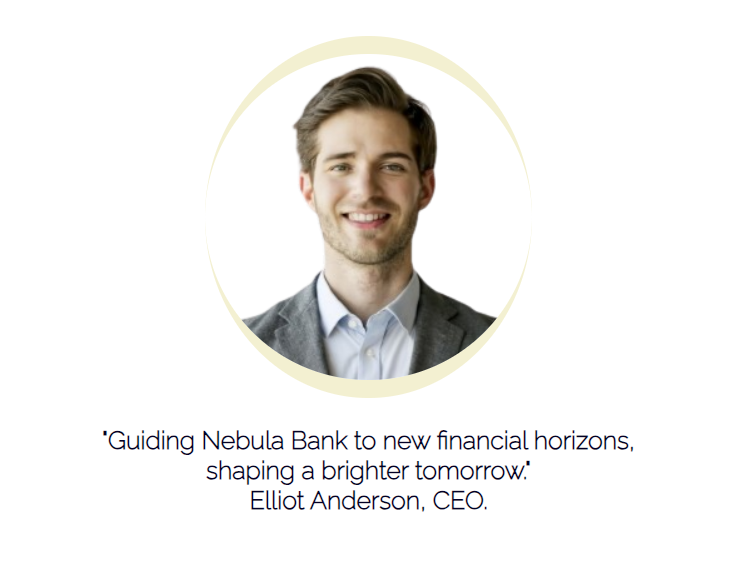 "Guiding Nebula Bank to new financial horizons,
shaping a brighter tomorrow."
Elliot Anderson, CEO.